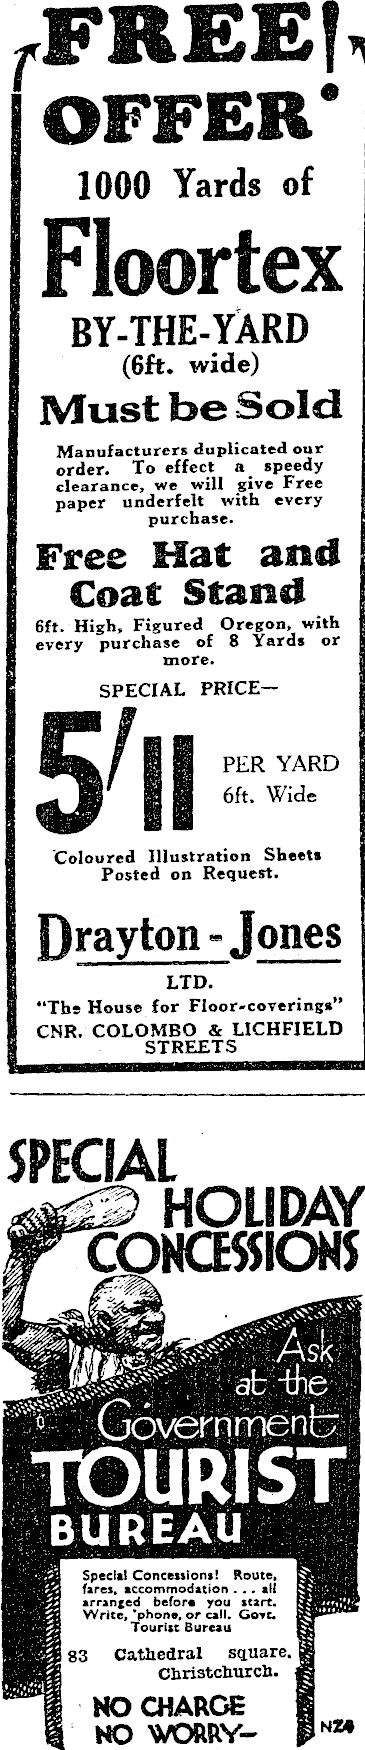 FREE!
OFFER
1000 Yards of
Floortex
BY-THE-YARD
(6ft. wide)
Must be Sold
Manufacturers duplicated our
order. To effect a speedy
clearance, we will give Free
paper underfelt with every
purchase.
Free Hat and
Coat Stand
6ft. High, Figured Oregon, with
every purchase of 8 Yards or
more.
SPECIAL PRICE—
5/11
PER YARD
6ft. Wide
Coloured Illustration Sheets
Posted on Request.
Drayton-Jones
LTD.
"The House for Floor-coverings"
CNR. COLOMBO & LICHFIELD
STREETS
SPECIAL
HOLIDAY
CONCESSIONS
Ask
at the
Government
TOURIST
BUREAU
Special Concessions! Route,
fares, accommodation . . . all
arranged before you start.
Write, 'phone, or call. Govt.
Tourist Bureau
83 Cathedral square.
Christchurch.
NO CHARGE
NO WORRY—
NZ4